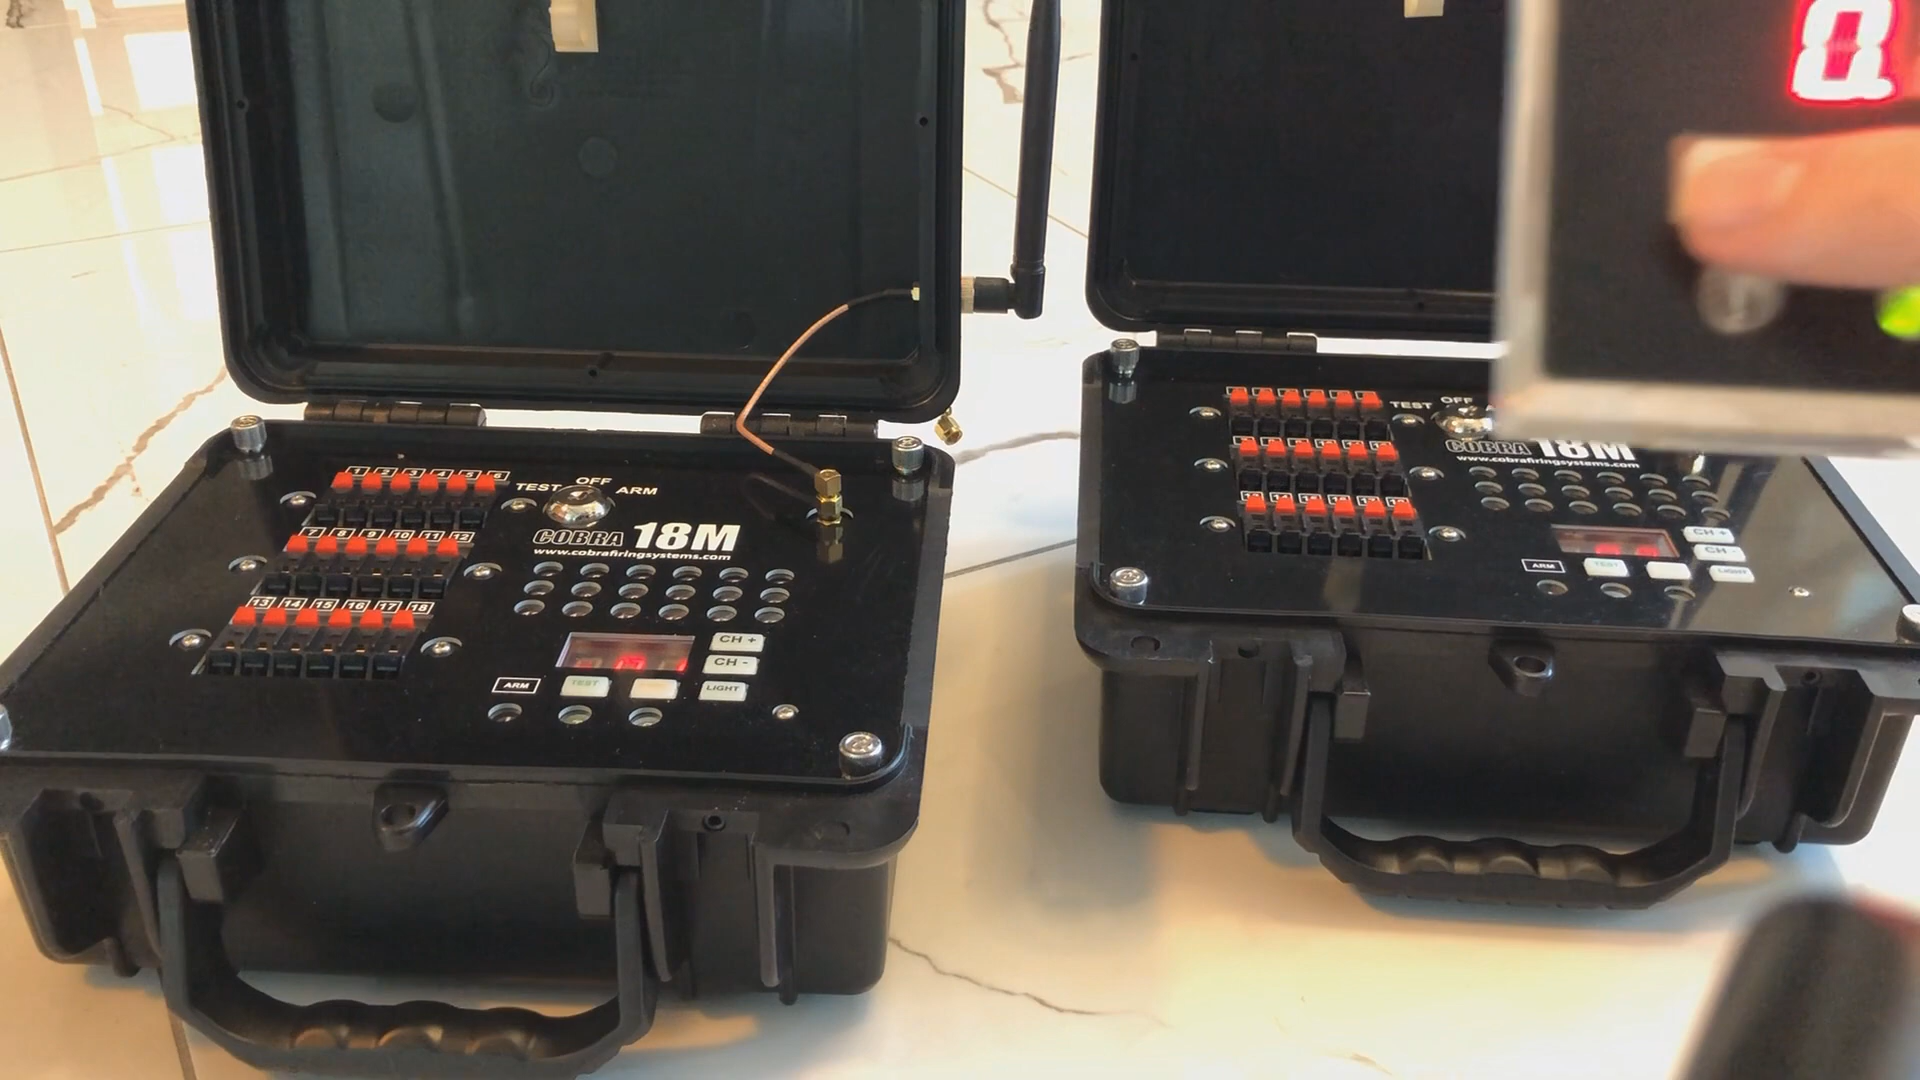 1 2 3 4 5 6
7 8 9 10 11 12
13 14 15 16 17 18
TEST OFF ARM
COBRA 18M
www.cobrafiringsystems.com
CH +
CH -
ARM TEST LIGHT
TEST OFF
COBRA 18M
www.cobrafiringsystems.com
CH +
CH -
ARM TEST LIGHT